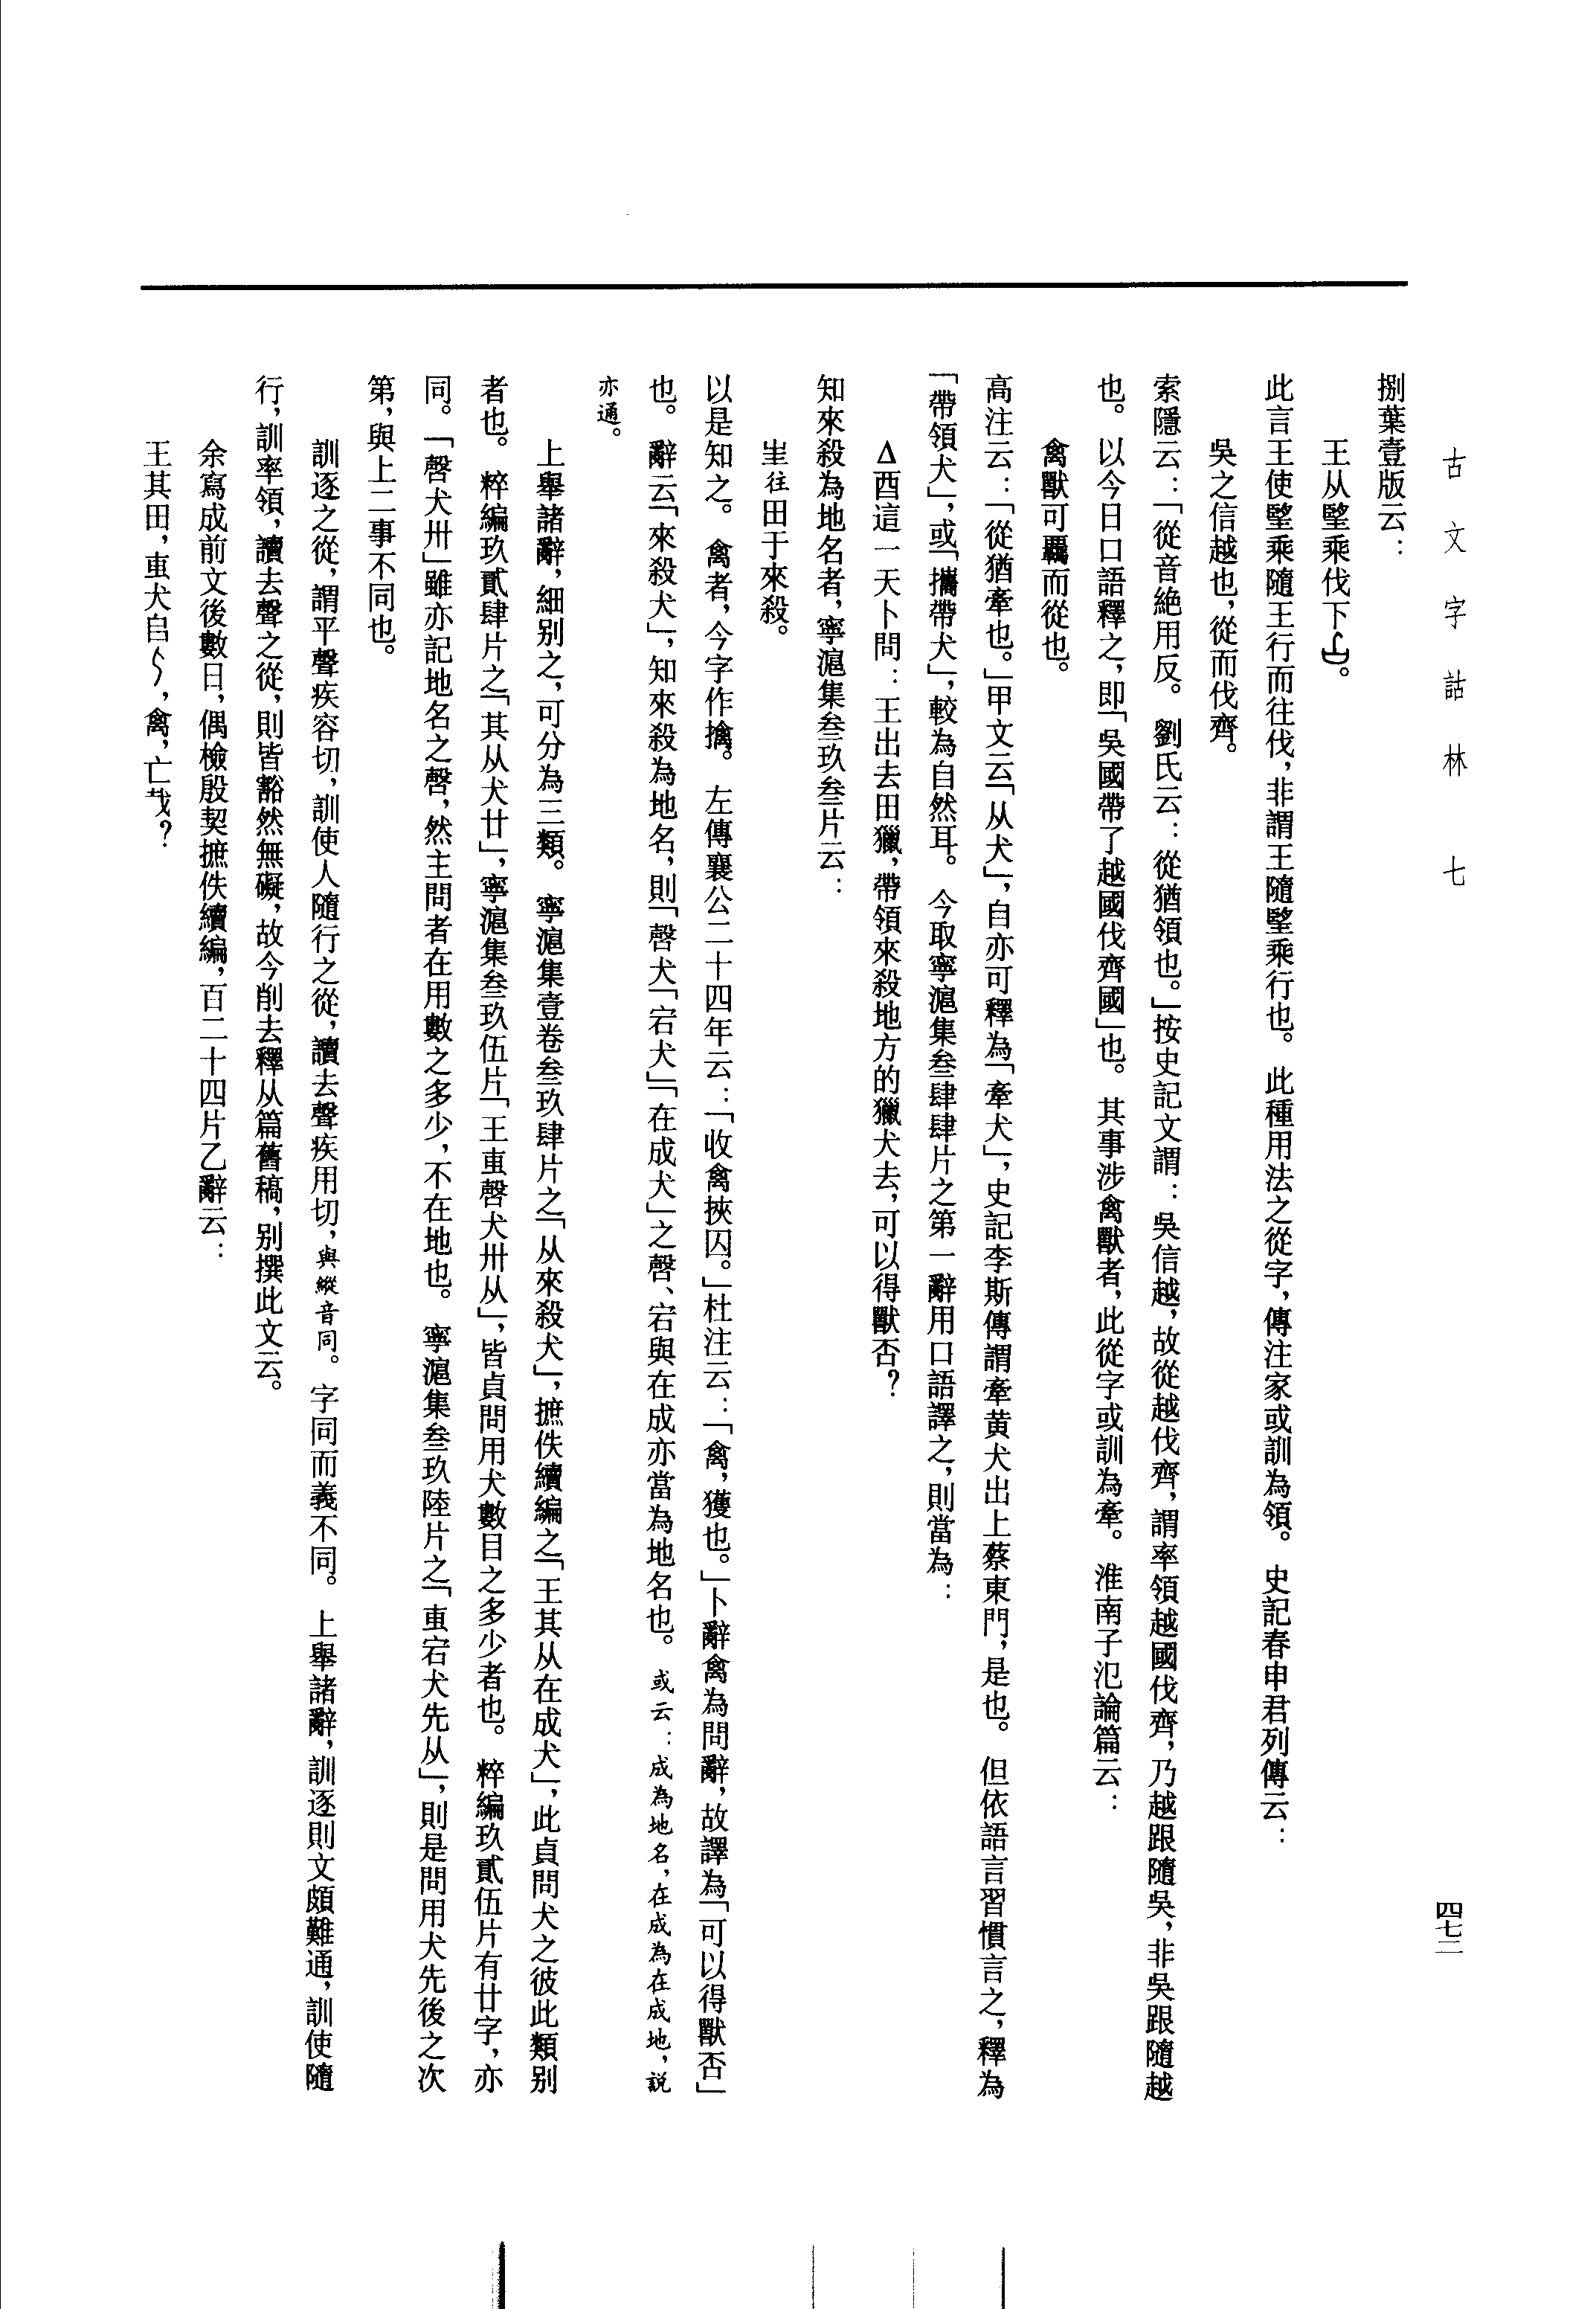 古文字詁林 七
四七二
捌葉壹版云：
王从朢乘伐下。
此言王使朢乘隨王行而往伐，非謂王隨朢乘行也。此種用法之從字，傳注家或訓為領。史記春申君列傳云：
吳之信越也，從而伐齊。
索隱云：「從音絕用反。劉氏云：從猶領也。」按史記文謂：吳信越，故從越伐齊，謂率領越國伐齊，乃越跟隨吳，非吳跟隨越
也。以今日口語釋之，即「吳國帶了越國伐齊國」也。其事涉禽獸者，此從字或訓為牽。淮南子氾論篇云：
禽獸可羈而從也。
高注云：「從猶牽也。」甲文云「从犬」，自亦可釋為「牽犬」，史記李斯傳謂牽黃犬出上蔡東門，是也。但依語言習慣言之，釋為
「帶領犬」，或「攜帶犬」，較為自然耳。今取寧滬集叁肆肆片之第一辭用口語譯之，則當為：
△酉這一天卜問：王出去田獵，帶領來殺地方的獵犬去，可以得獸否？
知來殺為地名者，寧滬集叁玖叁片云：
㞷往田于來殺。
以是知之。禽者，今字作擒。左傳襄公二十四年云：「收禽挾囚。」杜注云：「禽，獲也。」卜辭禽為問辭，故譯為「可以得獸否」
也。辭云「來殺犬」，知來殺為地名，則「䃾犬」「宕犬」「在成犬」之䃾、宕與在成亦當為地名也。或云：成為地名，在成為在成地，説
亦通。
上舉諸辭，細别之，可分為三類。寧滬集壹卷叁玖肆片之「从來殺犬」，摭佚續編之「王其从在成犬」，此貞問犬之彼此類别
者也。粹編玖貳肆片之「其从犬廿」，寧滬集叁玖伍片「王叀䃾犬卅从」，皆貞問用犬數目之多少者也。粹編玖貳伍片有廿字，亦
同。「䃾犬卅」雖亦記地名之䃾，然主問者在用數之多少，不在地也。寧滬集叁玖陸片之「叀宕犬先从」，則是問用犬先後之次
第，與上二事不同也。
訓逐之從，謂平聲疾容切，訓使人隨行之從，讀去聲疾用切，與縱音同。字同而義不同。上舉諸辭，訓逐則文頗難通，訓使隨
行，訓率領，讀去聲之從，則皆豁然無礙，故今削去釋从篇舊稿，别撰此文云。
余寫成前文後數日，偶檢殷契摭佚續編，百二十四片乙辭云：
王其田，叀犬𠂤，禽，亡𢦏？